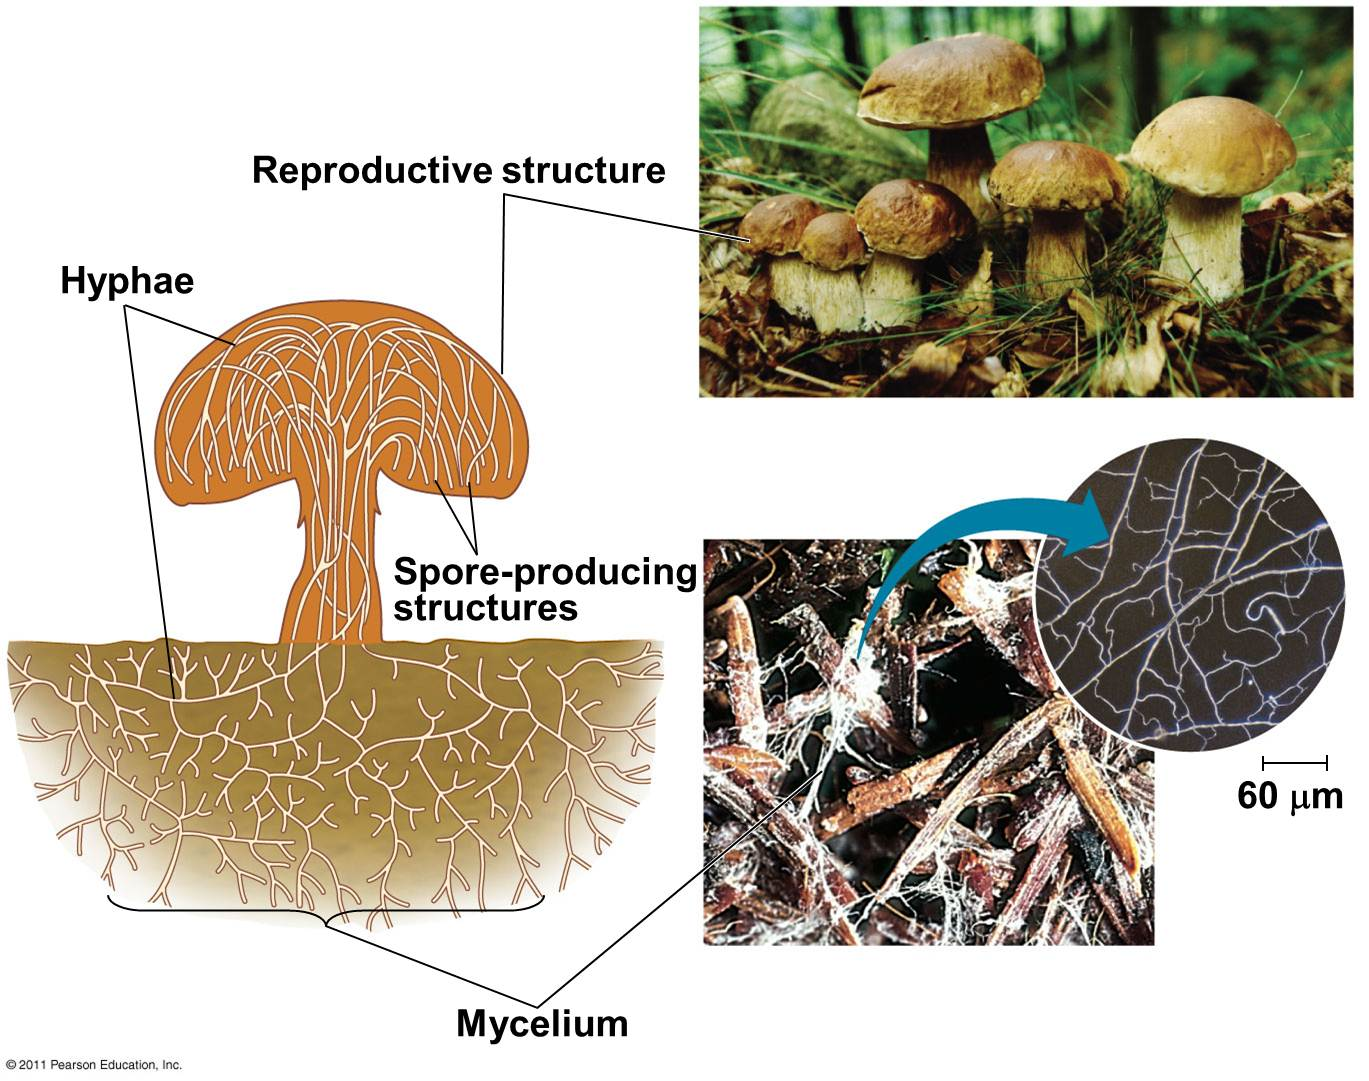 Reproductive structure
Hyphae
Spore-producing
structures
60 μm
Mycelium
© 2011 Pearson Education, Inc.